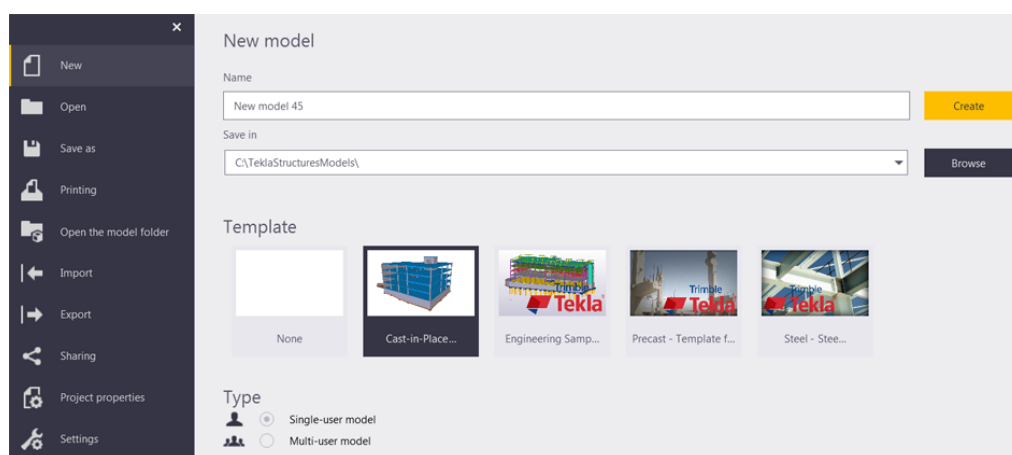 New
Open
Save as
Printing
Open the model folder
Import
Export
Sharing
Project properties
Settings
New model
Name
New model 45
Create
Save in
C:\TeklaStructuresModels\
Browse
Template
Trimble
Tekla
Trimble
Tekla
Trimble
Tekla
None
Cast-in-Place...
Engineering Samp...
Precast - Template f...
Steel - Stee...
Type
Single-user model
Multi-user model